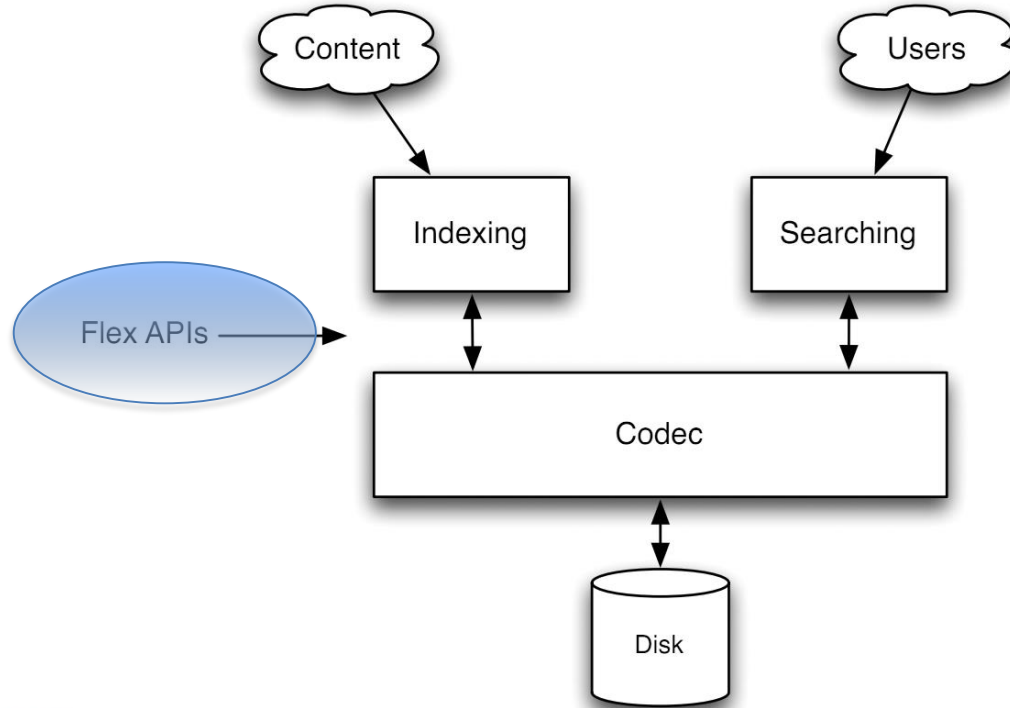 Content
Users
Indexing
Searching
Flex APIs
Codec
Disk